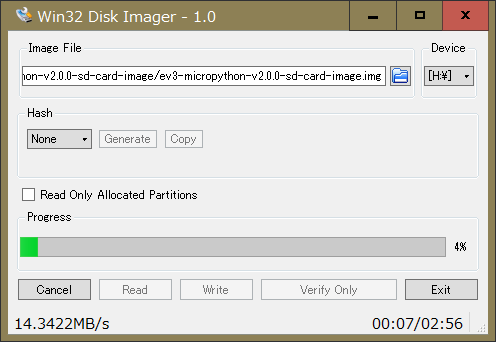 Win32 Disk Imager - 1.0
Image File
Device
on-v2.0.0-sd-card-image/ev3-micropython-v2.0.0-sd-card-image.img
[H:¥]
Hash
None
Generate
Copy
Read Only Allocated Partitions
Progress
4%
Cancel
Read
Write
Verify Only
Exit
14.3422MB/s
00:07/02:56